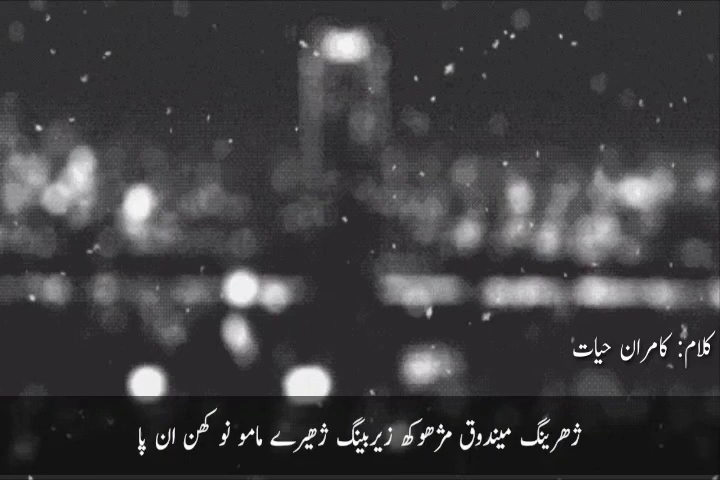 کلام: کامران حیات
ژھرینگ میندوق مژھوکھ زیربینگ ژھیرے مامو نو کھن ان پا